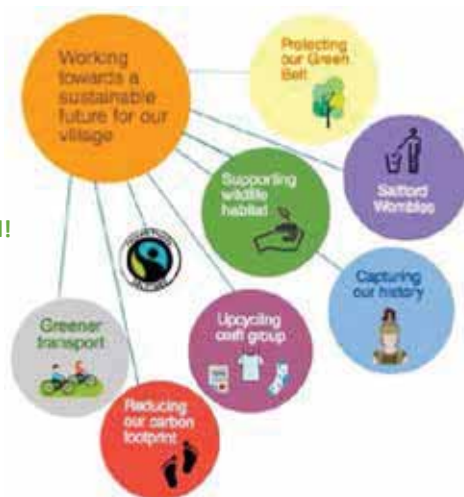 Working
towards a
sustainable
future for our
village
Protecting
our Green
Belt
Supporting
wildlife
habitat
Saltford
Wombles
Capturing
our history
Upcycling
craft group
Greener
transport
Reducing
our carbon
footprint